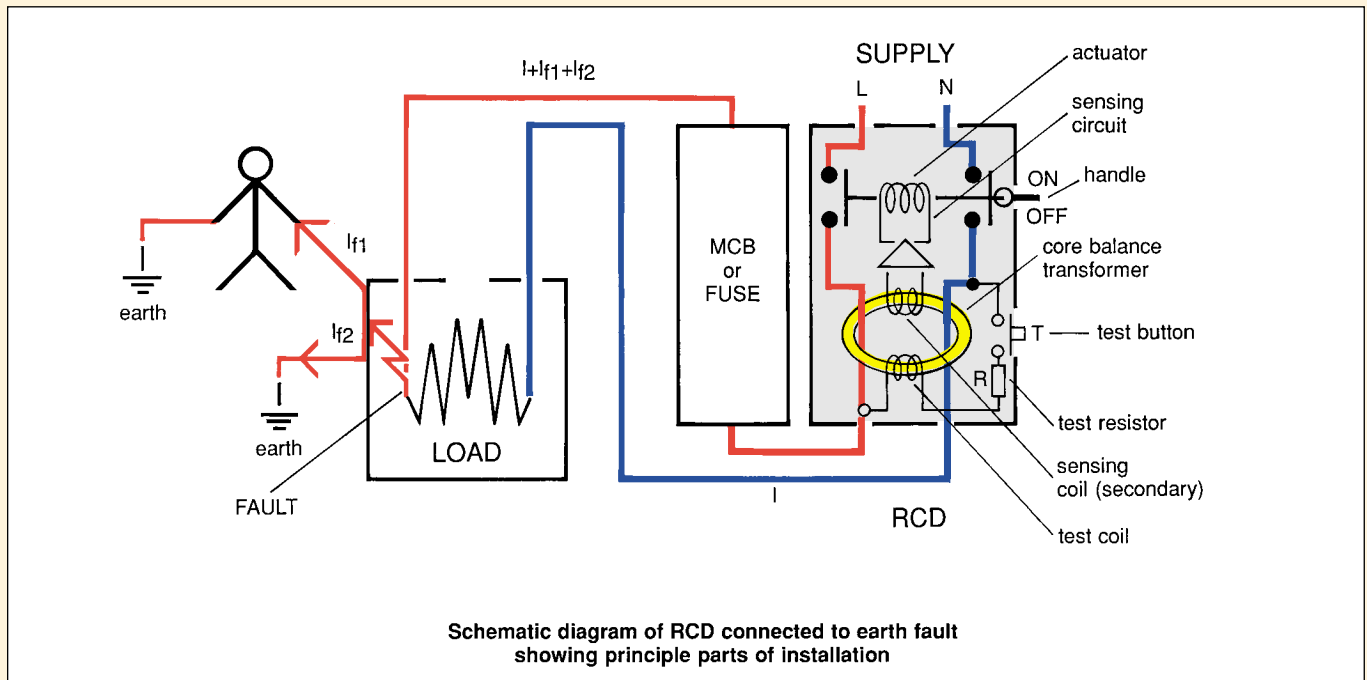 I+If1+If2
SUPPLY
L
N
actuator
sensing
circuit
ON
OFF
handle
core balance
transformer
MCB
or
FUSE
If1
earth
If2
earth
T
test button
R
test resistor
LOAD
FAULT
sensing
coil (secondary)
I
RCD
test coil
Schematic diagram of RCD connected to earth fault
showing principle parts of installation